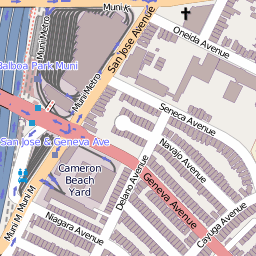 Muni K
San Jose Avenue
Oneida Avenue
Muni Metro
Balboa Park Muni
Muni-Metro
Seneca Avenue
San Jose & Geneva Ave.
Navajo Avenue
Cameron
Beach
Yard
Geneva Avenue
Delano Avenue
Muni M Muni M
Niagara Avenue
Cayuga Avenue